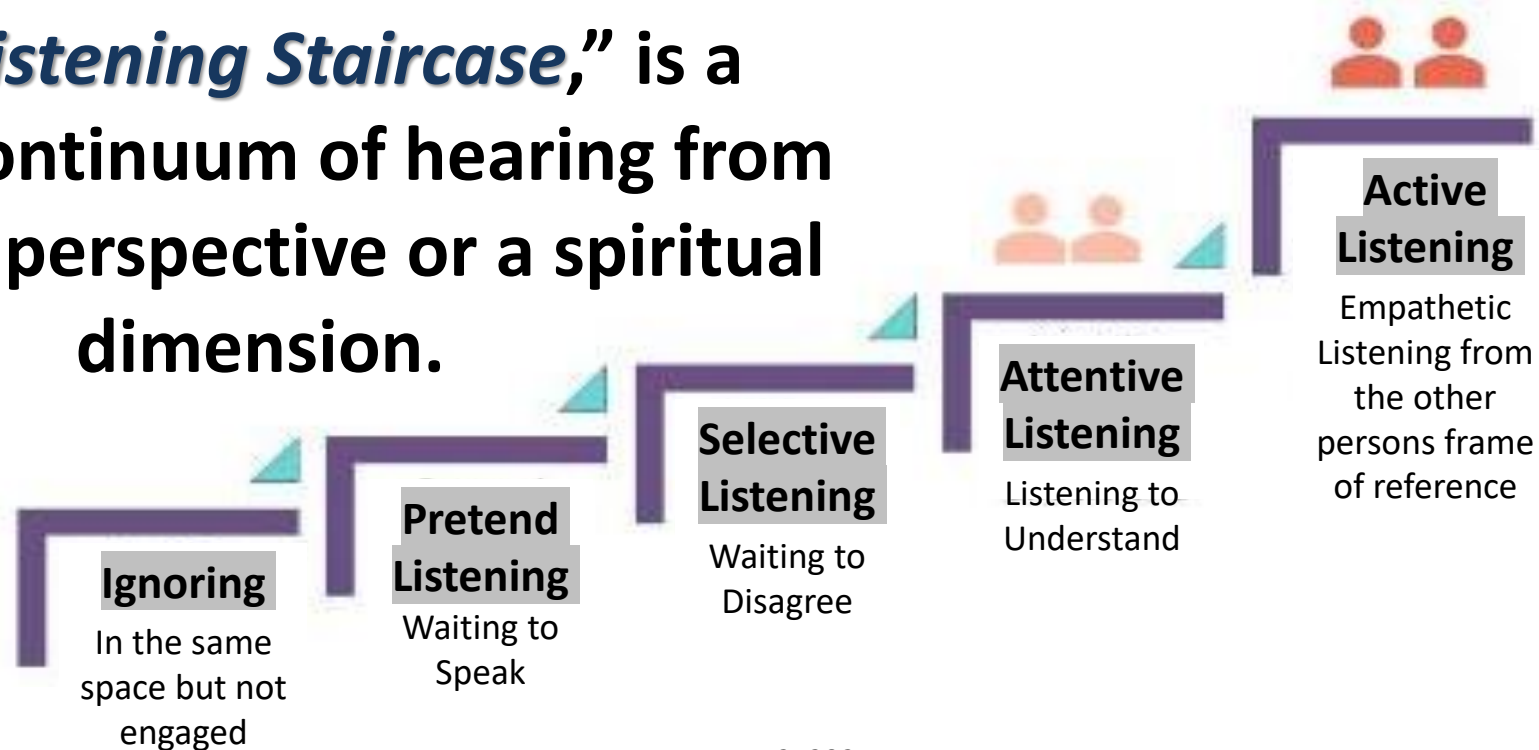 istening Staircase,” is a
ontinuum of hearing from
perspective or a spiritual
dimension.
Ignoring
In the same
space but not
engaged
Pretend
Listening
Waiting to
Speak
Selective
Listening
Waiting to
Disagree
Attentive
Listening
Listening to
Understand
Active
Listening
Empathetic
Listening from
the other
persons frame
of reference